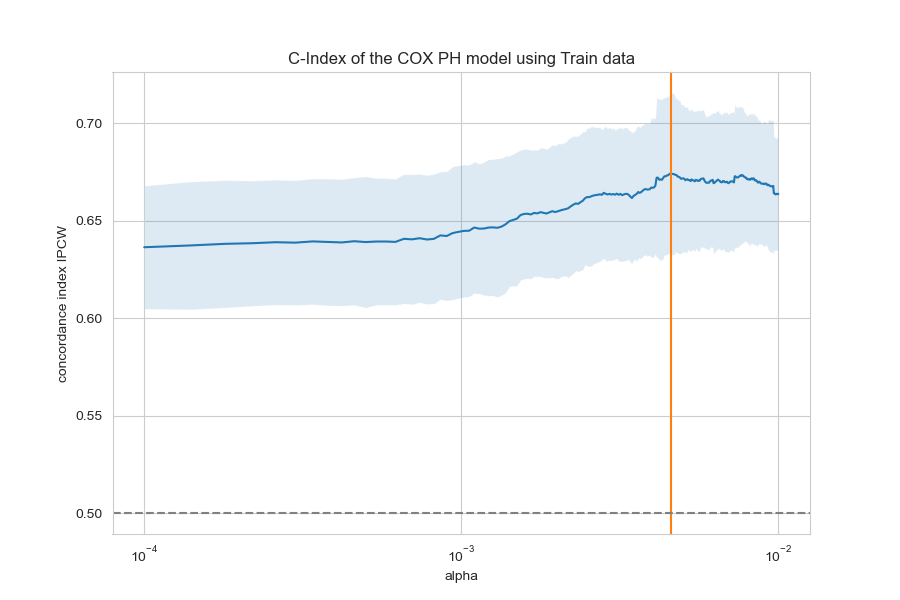 C-Index of the COX PH model using Train data
concordance index IPCW
0.70
0.65
0.60
0.55
0.50
10⁻⁴
10⁻³
10⁻²
alpha